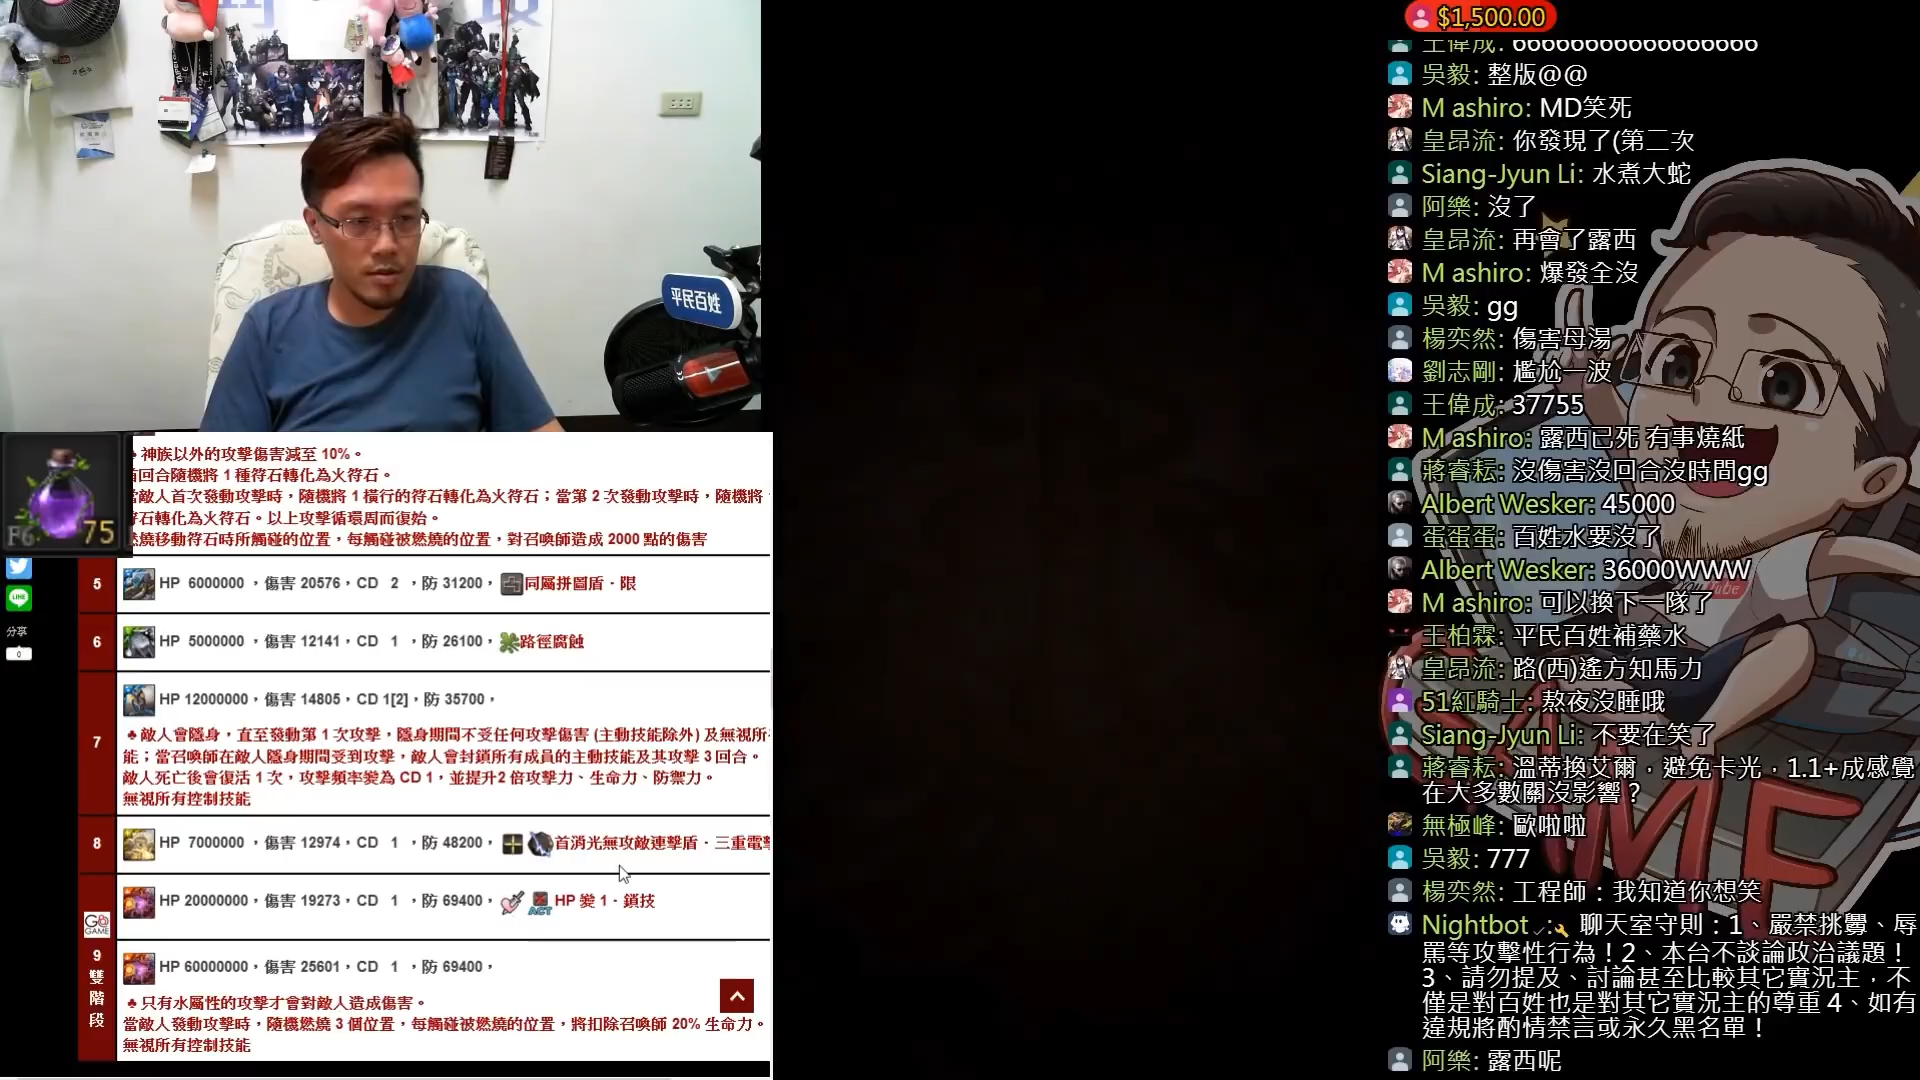 平民百姓
F6
75
神族以外的攻擊傷害減至 10%。
首回合隨機將 1 種符石轉化為火符石。
當敵人首次發動攻擊時，隨機將 1 橫行的符石轉化為火符石；當第 2 次發動攻擊時，隨機將
符石轉化為火符石。以上攻擊循環周而復始。
燃燒移動符石時所觸碰的位置，每觸碰被燃燒的位置，對召喚師造成 2000 點的傷害
LINE
分享
0
5
HP 6000000 ，傷害 20576，CD 2 ，防 31200， 同屬拼圖盾‧限
6
HP 5000000 ，傷害 12141，CD 1 ，防 26100， 路徑腐蝕
7
HP 12000000，傷害 14805，CD 1[2]，防 35700，
♣ 敵人會隱身，直至發動第 1 次攻擊，隱身期間不受任何攻擊傷害 (主動技能除外) 及無視所
能；當召喚師在敵人隱身期間受到攻擊，敵人會封鎖所有成員的主動技能及其攻擊 3 回合。
敵人死亡後會復活 1 次，攻擊頻率變為 CD 1，並提升2 倍攻擊力、生命力、防禦力。
無視所有控制技能
8
HP 7000000 ，傷害 12974，CD 1 ，防 48200， 首消光無攻敵連擊盾‧三重電擊
HP 20000000，傷害 19273，CD 1 ，防 69400， ACT HP 變 1‧鎖技
GAME
9
雙
階
段
HP 60000000，傷害 25601，CD 1 ，防 69400，
♣ 只有水屬性的攻擊才會對敵人造成傷害。
當敵人發動攻擊時，隨機燃燒 3 個位置，每觸碰被燃燒的位置，將扣除召喚師 20% 生命力。
無視所有控制技能
$1,500.00
王偉成: 66666666666666666
吳毅: 整版@@
M ashiro: MD笑死
皇昂流: 你發現了(第二次
Siang-Jyun Li: 水煮大蛇
阿樂: 沒了
皇昂流: 再會了露西
M ashiro: 爆發全沒
吳毅: gg
楊奕然: 傷害母湯
劉志剛: 尷尬一波
王偉成: 37755
M ashiro: 露西已死 有事燒紙
蔣睿耘: 沒傷害沒回合沒時間gg
Albert Wesker: 45000
蛋蛋蛋: 百姓水要沒了
Albert Wesker: 36000WWW
M ashiro: 可以換下一隊了
王柏霖: 平民百姓補藥水
皇昂流: 路(西)遙方知馬力
51紅騎士: 熬夜沒睡哦
Siang-Jyun Li: 不要在笑了
蔣睿耘: 溫蒂換艾爾，避免卡光，1.1+成感覺
在大多數關沒影響？
無極峰: 歐啦啦
吳毅: 777
楊奕然: 工程師：我知道你想笑
Nightbot : 聊天室守則：1、嚴禁挑釁、辱
罵等攻擊性行為！2、本台不談論政治議題！
3、請勿提及、討論甚至比較其它實況主，不
僅是對百姓也是對其它實況主的尊重 4、如有
違規將酌情禁言或永久黑名單！
阿樂: 露西呢